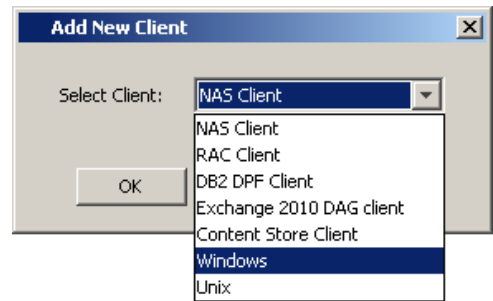 Add New Client
Select Client:
NAS Client
NAS Client
RAC Client
DB2 DPF Client
Exchange 2010 DAG client
Content Store Client
Windows
Unix
OK